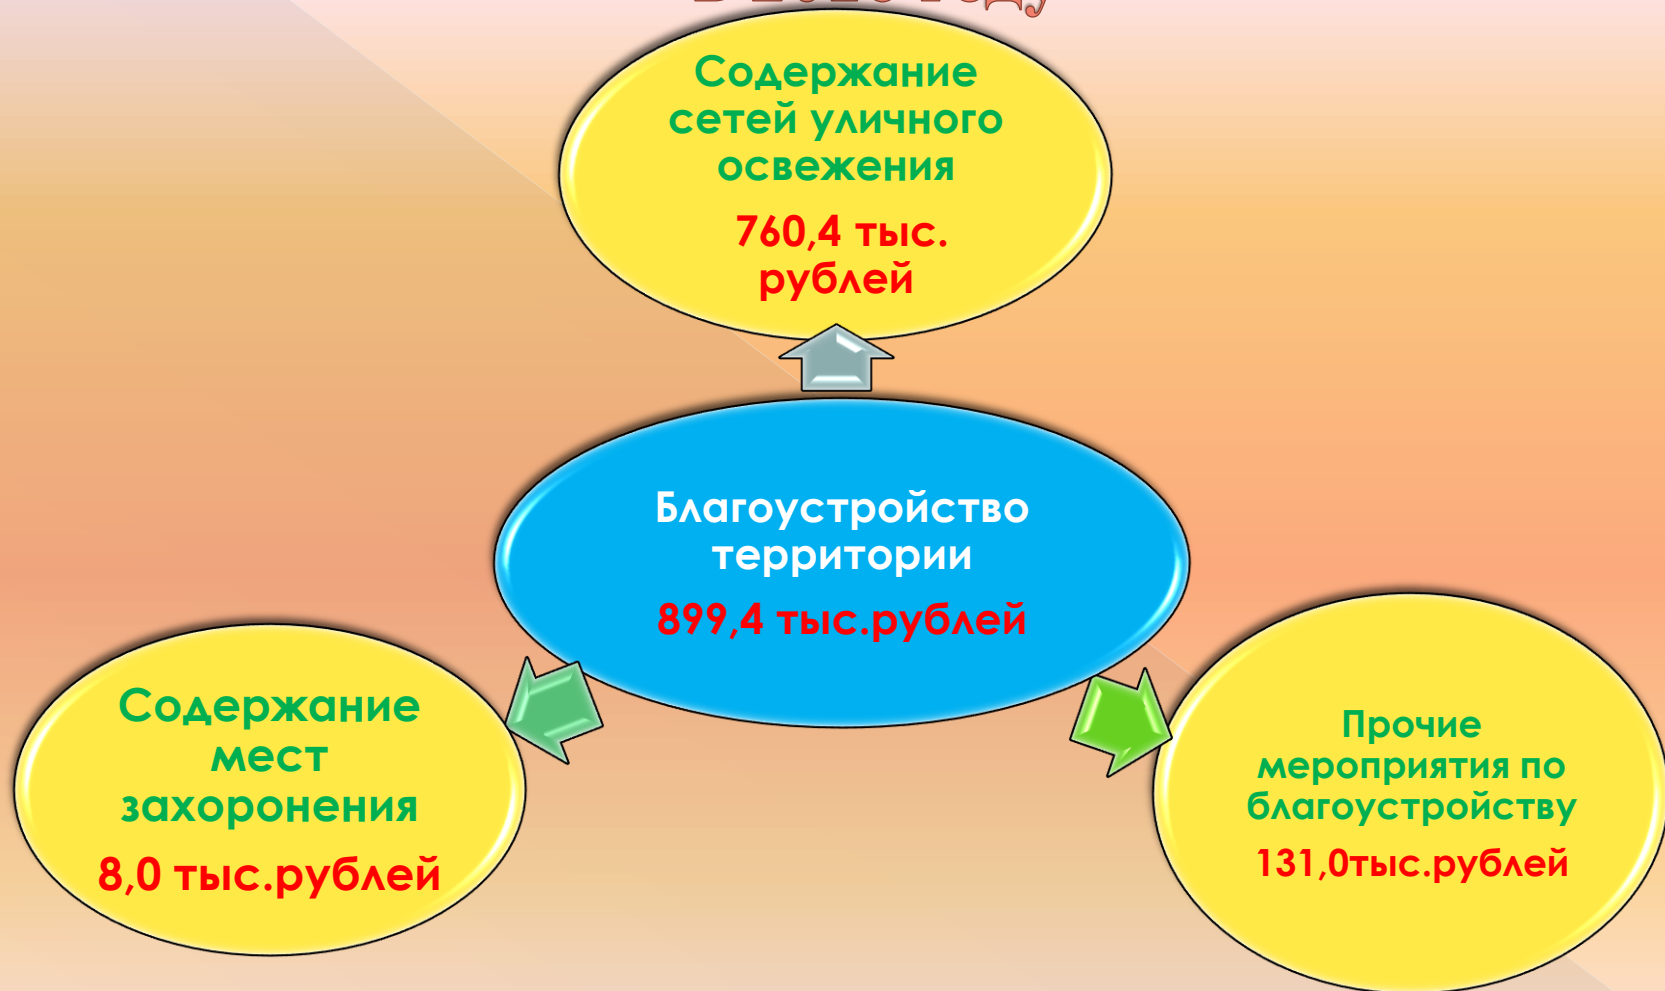 Содержание
сетей уличного
освежения
760,4 тыс.
рублей
Благоустройство
территории
899,4 тыс.рублей
Содержание
мест
захоронения
8,0 тыс.рублей
Прочие
мероприятия по
благоустройству
131,0тыс.рублей